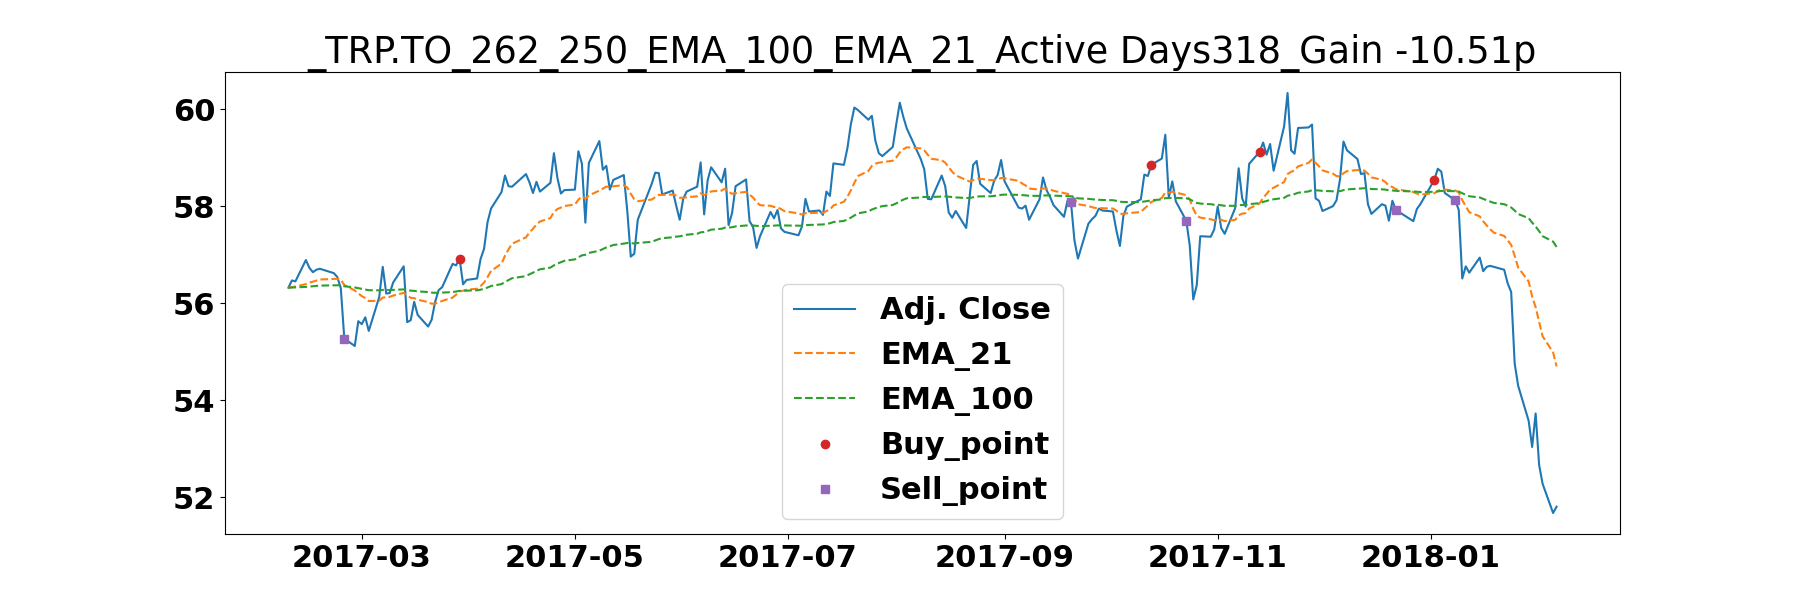 _TRP.TO_262_250_EMA_100_EMA_21_Active Days318_Gain -10.51p
60
58
56
54
52
Adj. Close
EMA_21
EMA_100
Buy_point
Sell_point
2017-03 2017-05 2017-07 2017-09 2017-11 2018-01